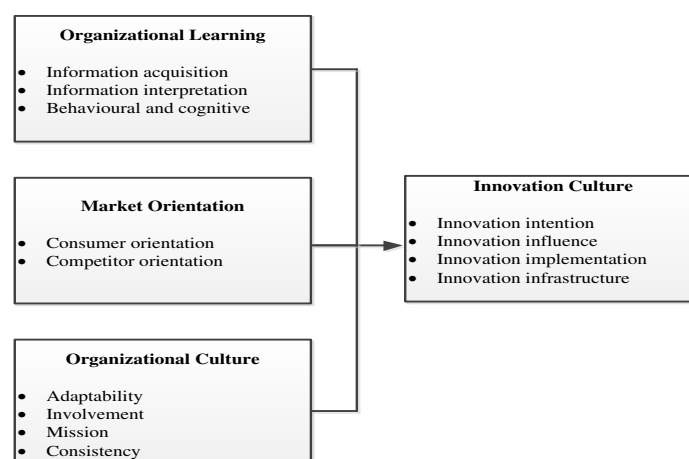 Organizational Learning
• Information acquisition
• Information interpretation
• Behavioural and cognitive
Market Orientation
• Consumer orientation
• Competitor orientation
Organizational Culture
• Adaptability
• Involvement
• Mission
• Consistency
Innovation Culture
• Innovation intention
• Innovation influence
• Innovation implementation
• Innovation infrastructure